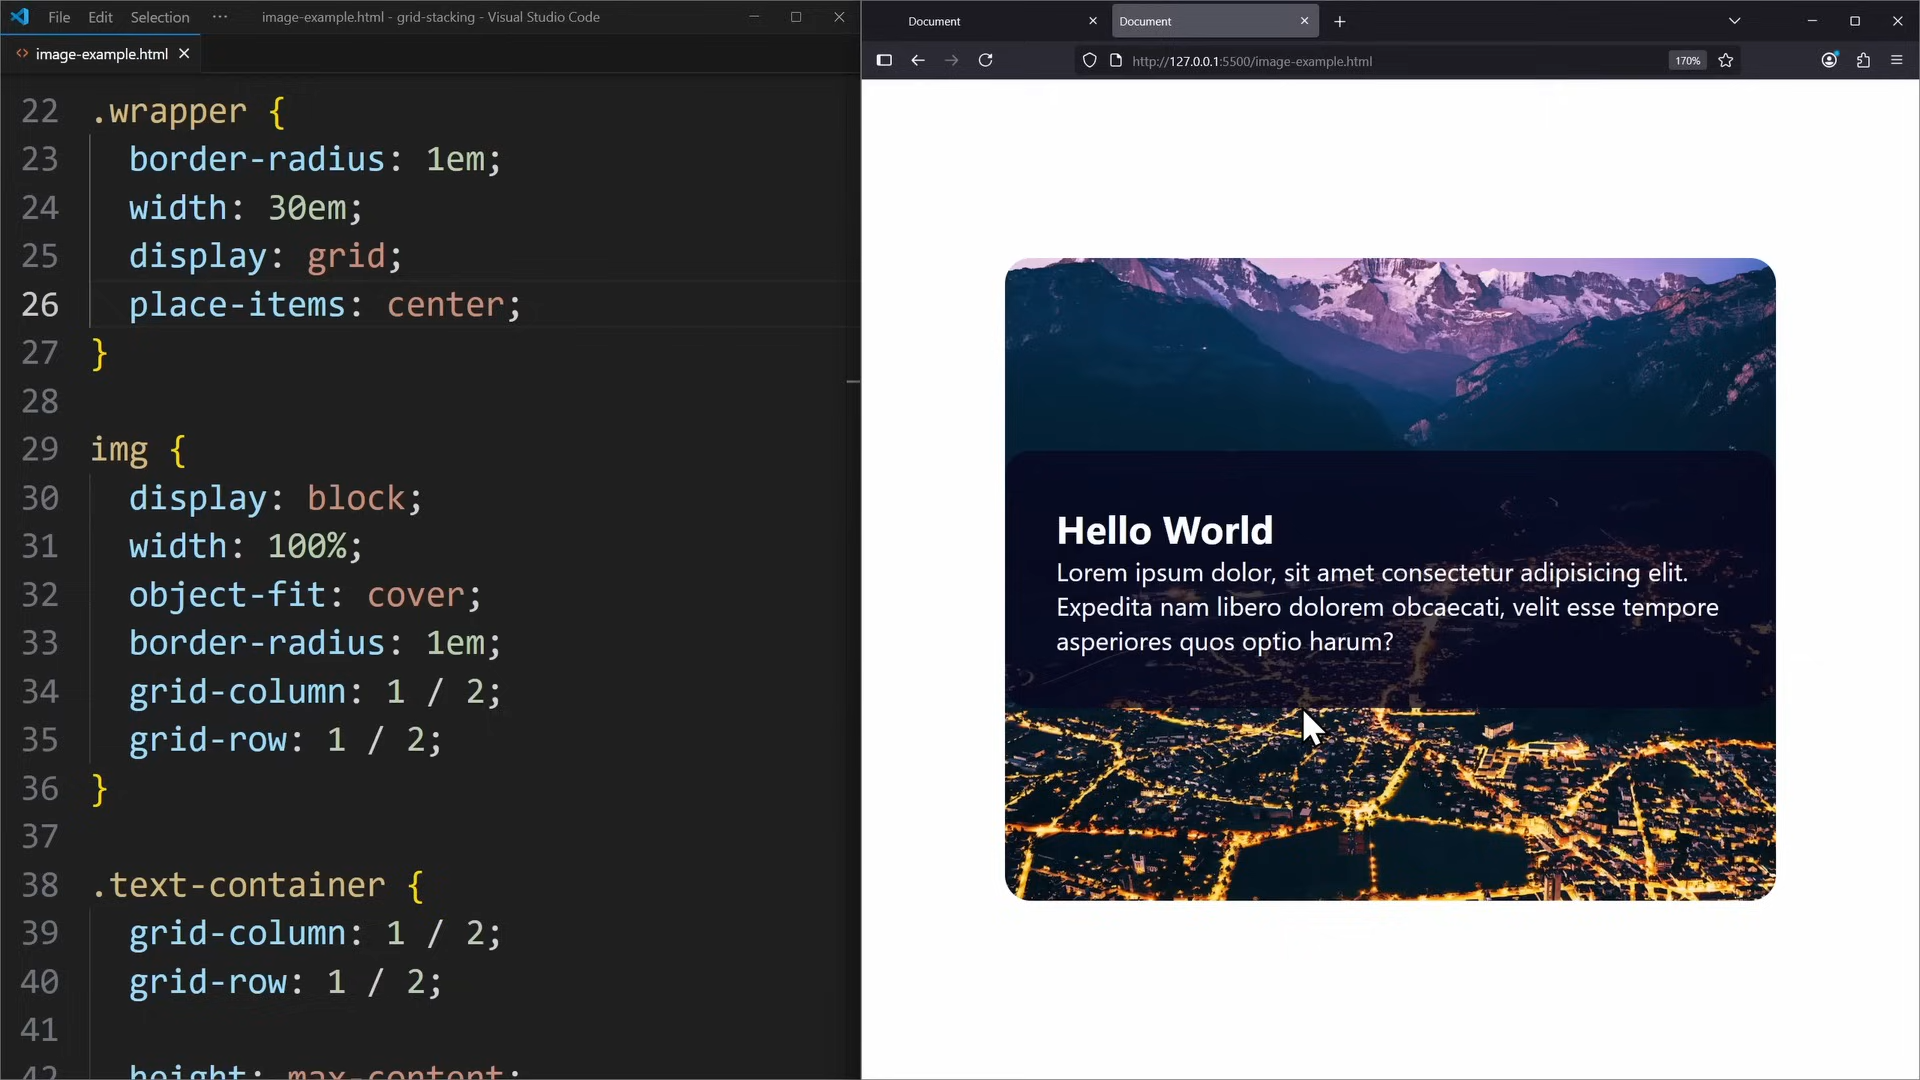 File Edit Selection ··· image-example.html - grid-stacking - Visual Studio Code
image-example.html
22 .wrapper {
23 border-radius: 1em;
24 width: 30em;
25 display: grid;
26 place-items: center;
27 }
28
29 img {
30 display: block;
31 width: 100%;
32 object-fit: cover;
33 border-radius: 1em;
34 grid-column: 1 / 2;
35 grid-row: 1 / 2;
36 }
37
38 .text-container {
39 grid-column: 1 / 2;
40 grid-row: 1 / 2;
41
42 height: max-content;
Document Document
http://127.0.0.1:5500/image-example.html 170%
Hello World
Lorem ipsum dolor, sit amet consectetur adipisicing elit.
Expedita nam libero dolorem obcaecati, velit esse tempore
asperiores quos optio harum?